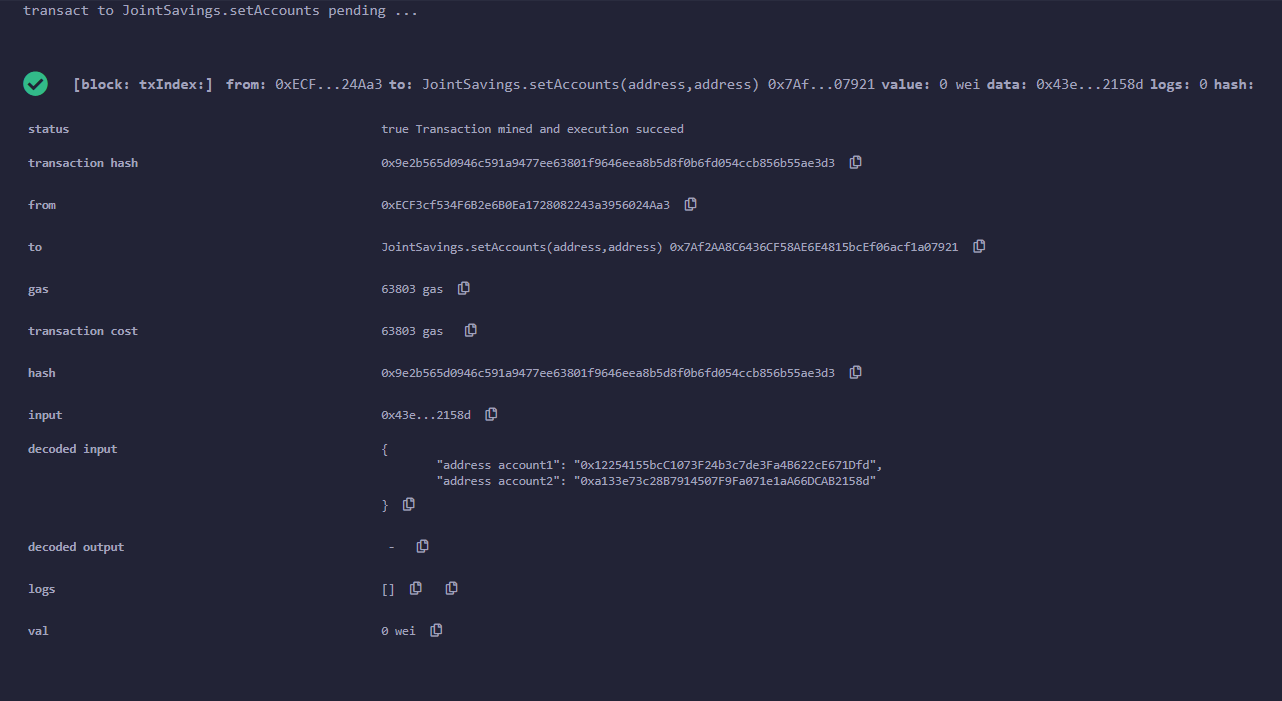 transact to JointSavings.setAccounts pending ...
[block: txIndex:] from: 0xECF...24Aa3 to: JointSavings.setAccounts(address,address) 0x7Af...07921 value: 0 wei data: 0x43e...2158d logs: 0 hash:
status true Transaction mined and execution succeed
transaction hash 0x9e2b565d0946c591a9477ee63801f9646eea8b5d8f0b6fd054ccb856b55ae3d3
from 0xECF3cf534F6B2e6B0Ea1728082243a3956024Aa3
to JointSavings.setAccounts(address,address) 0x7Af2AA8C6436CF58AE6E4815bcEf06acf1a07921
gas 63803 gas
transaction cost 63803 gas
hash 0x9e2b565d0946c591a9477ee63801f9646eea8b5d8f0b6fd054ccb856b55ae3d3
input 0x43e...2158d
decoded input {
"address account1": "0x12254155bcC1073F24b3c7de3Fa4B622cE671Dfd",
"address account2": "0xa133e73c28B7914507F9Fa071e1aA66DCAB2158d"
}
decoded output -
logs []
val 0 wei